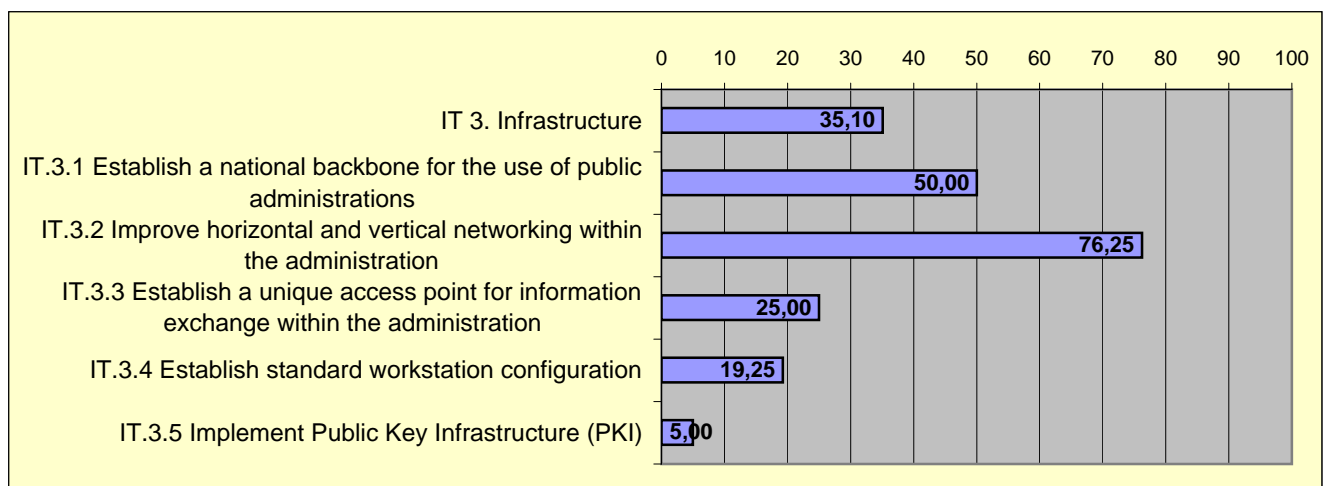 0 10 20 30 40 50 60 70 80 90 100
IT 3. Infrastructure
35,10
IT.3.1 Establish a national backbone for the use of public
administrations
50,00
IT.3.2 Improve horizontal and vertical networking within
the administration
76,25
IT.3.3 Establish a unique access point for information
exchange within the administration
25,00
IT.3.4 Establish standard workstation configuration
19,25
IT.3.5 Implement Public Key Infrastructure (PKI)
5,00